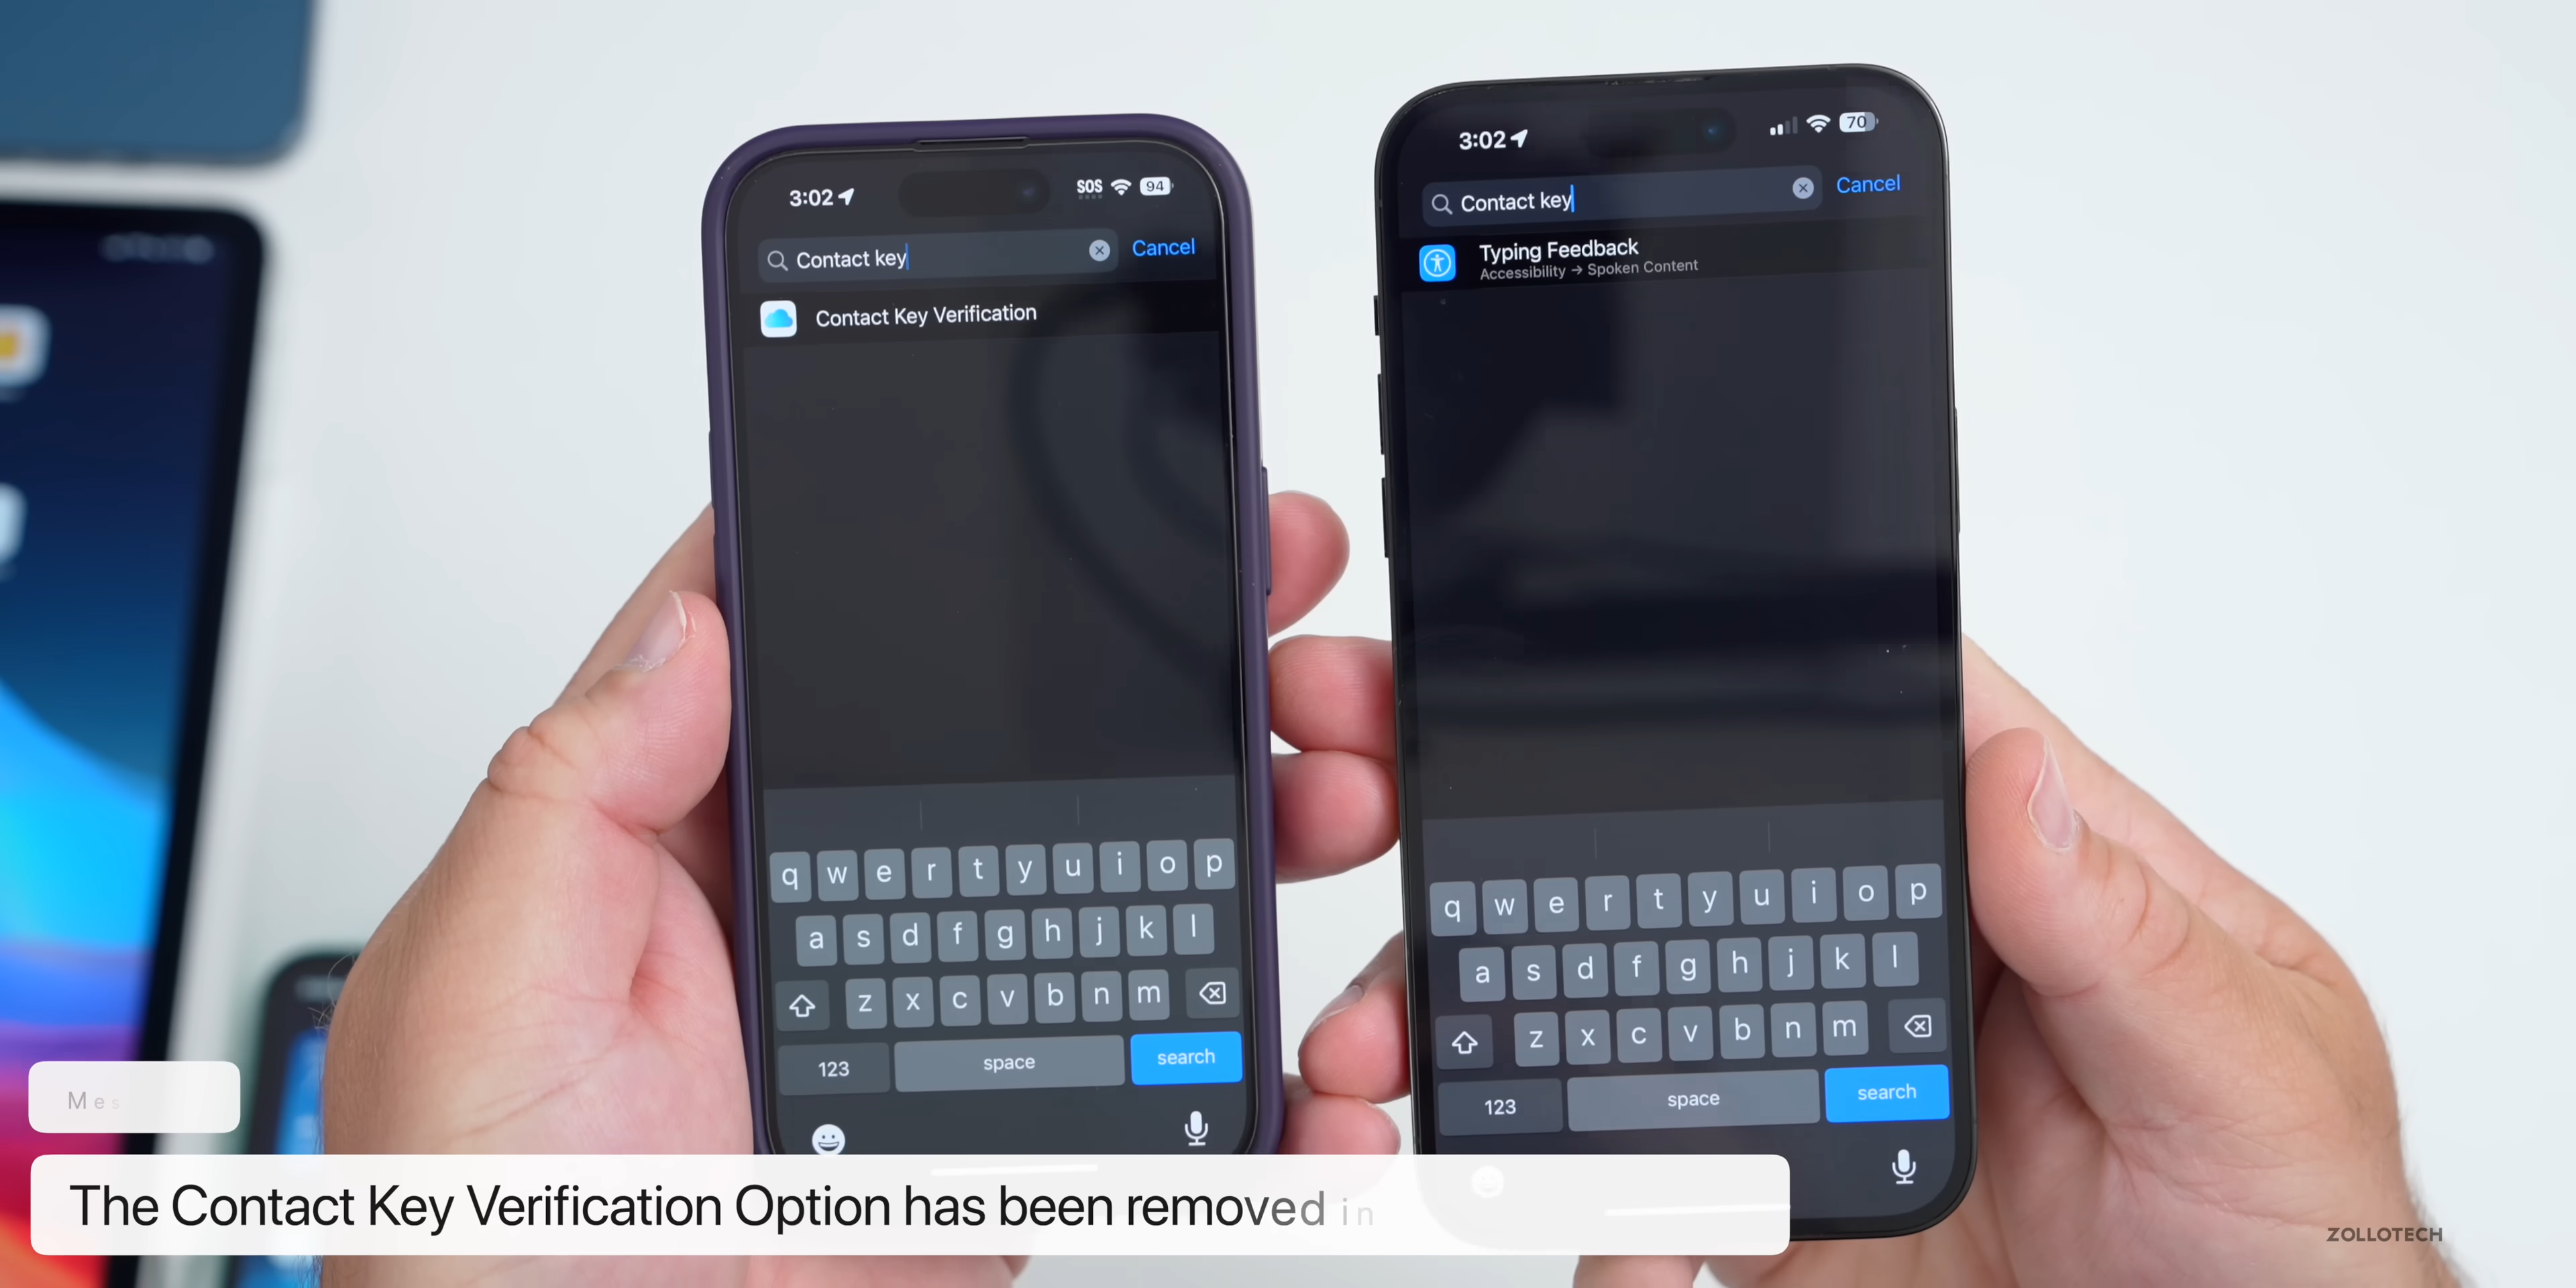 3:02 SOS 94
Contact key Cancel
Contact Key Verification
q w e r t y u i o p
a s d f g h j k l
z x c v b n m
123 space search
3:02 70
Contact key Cancel
Typing Feedback
Accessibility → Spoken Content
q w e r t y u i o p
a s d f g h j k l
z x c v b n m
123 space search
Mes
The Contact Key Verification Option has been removed in
ZOLLOTECH